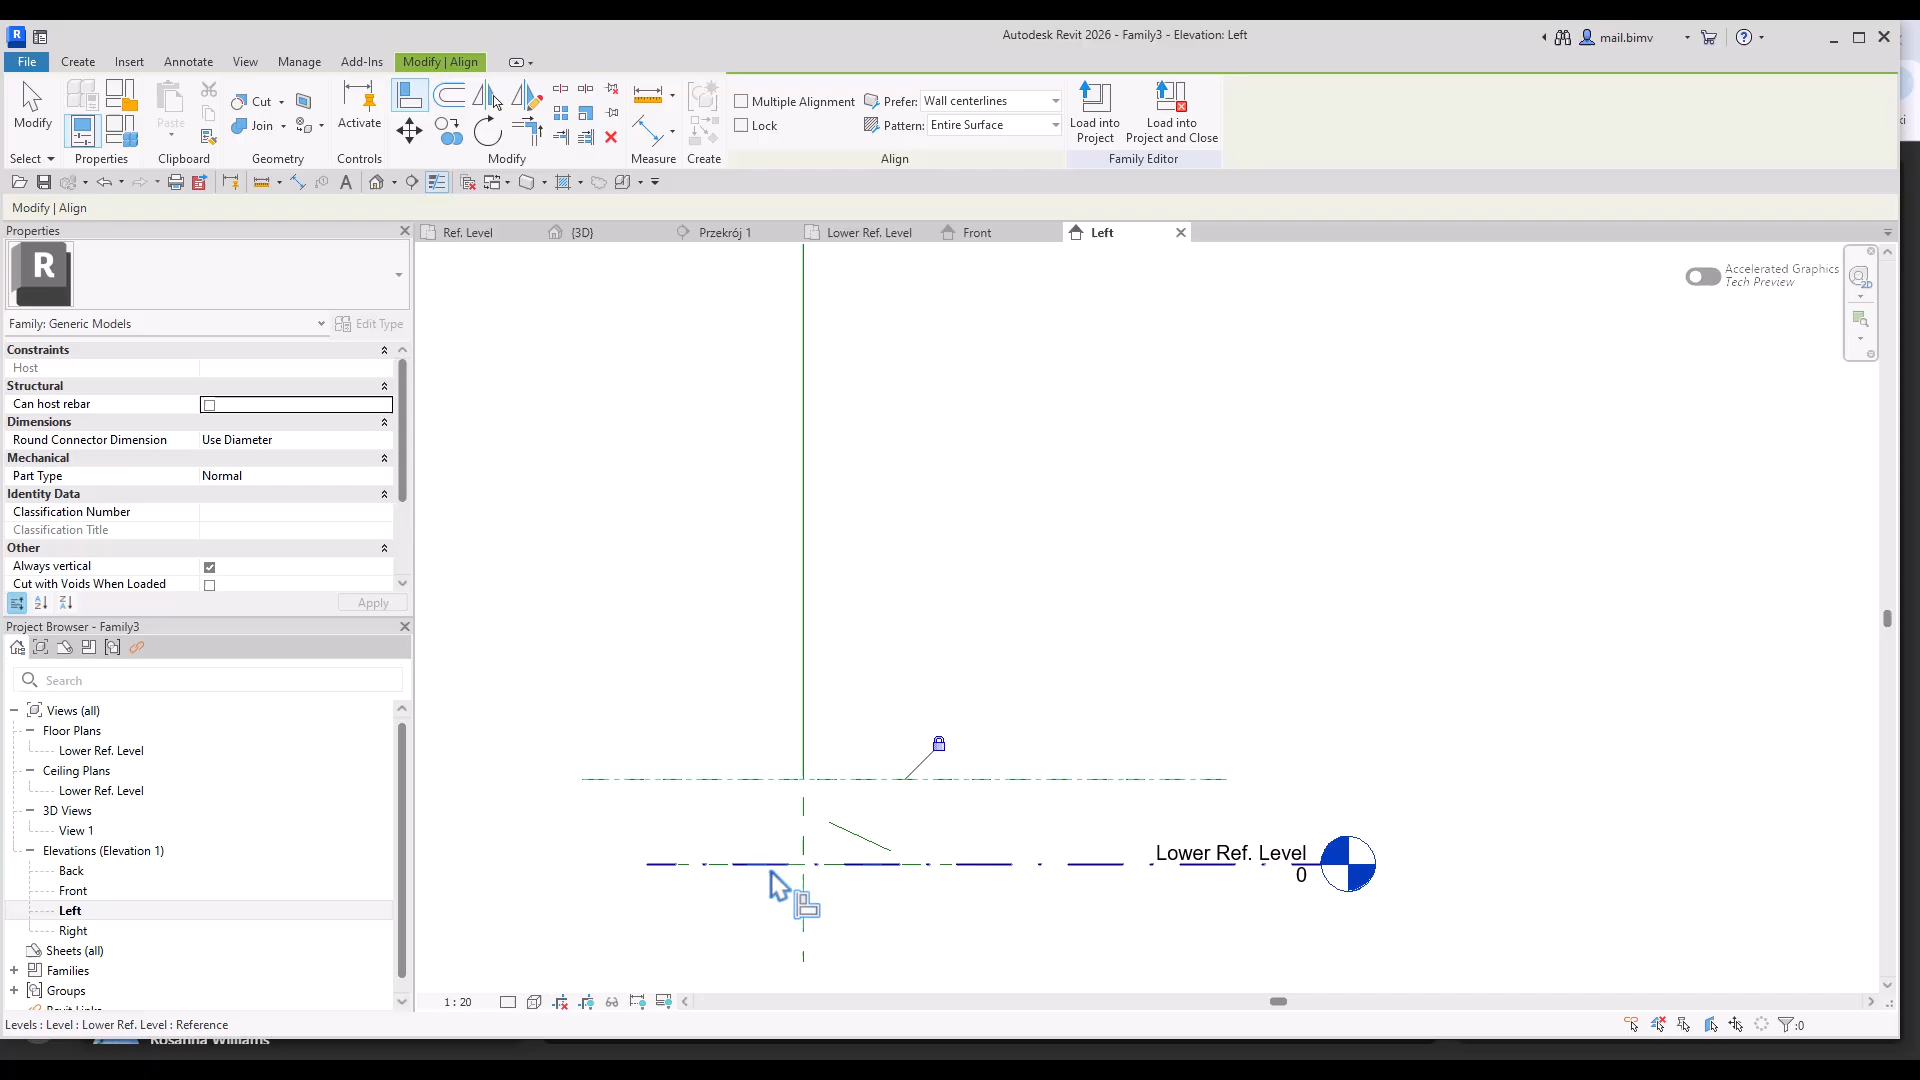 Autodesk Revit 2026 - Family3 - Elevation: Left
mail.bimv
File
Create
Insert
Annotate
View
Manage
Add-Ins
Modify | Align
Modify
Select
Properties
Paste
Clipboard
Cut
Join
Geometry
Activate
Controls
Modify
Measure
Create
Multiple Alignment
Lock
Prefer: Wall centerlines
Pattern: Entire Surface
Align
Load into
Project
Load into
Project and Close
Family Editor
Modify | Align
Properties
R
Family: Generic Models
Edit Type
Constraints
Host
Structural
Can host rebar
Dimensions
Round Connector Dimension Use Diameter
Mechanical
Part Type Normal
Identity Data
Classification Number
Classification Title
Other
Always vertical
Cut with Voids When Loaded
Apply
Project Browser - Family3
Search
Views (all)
Floor Plans
Lower Ref. Level
Ceiling Plans
Lower Ref. Level
3D Views
View 1
Elevations (Elevation 1)
Back
Front
Left
Right
Sheets (all)
Families
Groups
Ref. Level
{3D}
Przekrój 1
Lower Ref. Level
Front
Left
Accelerated Graphics
Tech Preview
2D
Lower Ref. Level
0
1 : 20
Levels : Level : Lower Ref. Level : Reference
:0